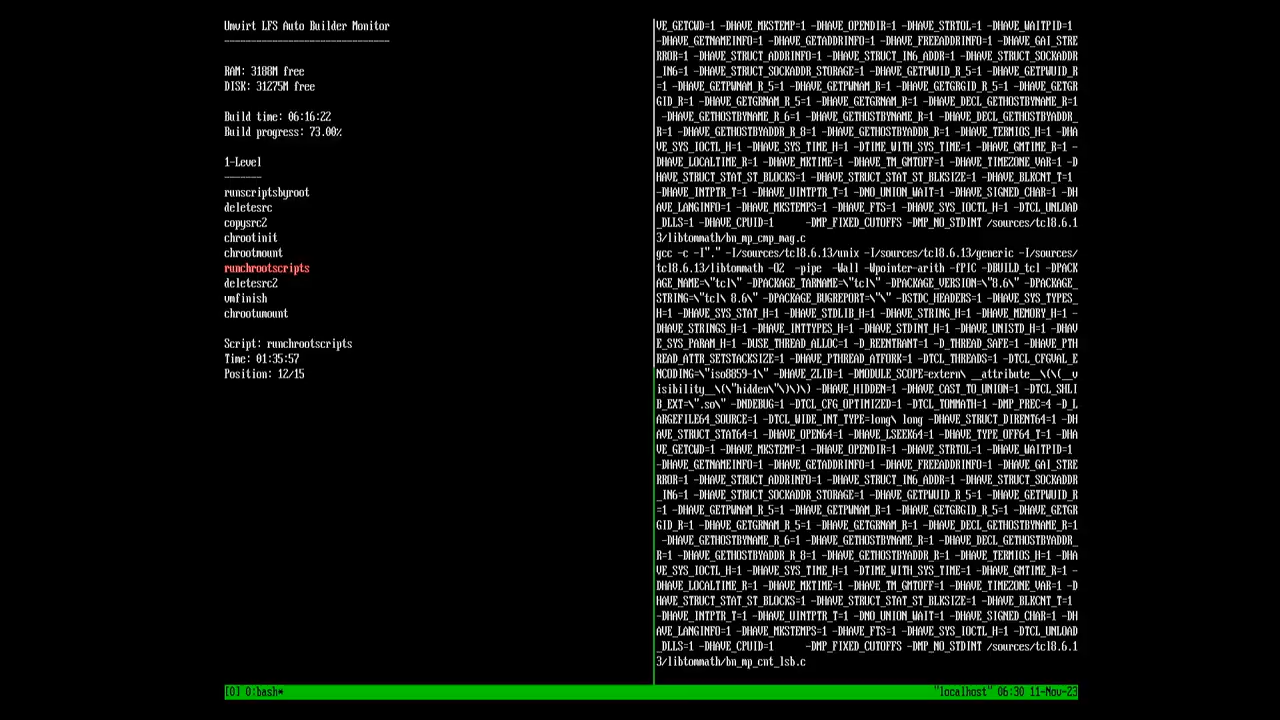 Umvirt LFS Auto Builder Monitor
-------------------------------
RAM: 3188M free
DISK: 31275M free
Build time: 06:16:22
Build progress: 73.00%
1-Level
-------
runscriptsbyroot
deletesrc
copysrc2
chrootinit
chrootmount
runchrootscripts
deletesrc2
vmfinish
chrootumount
Script: runchrootscripts
Time: 01:35:57
Position: 12/15
VE_GETCWD=1 -DHAVE_MKSTEMP=1 -DHAVE_OPENDIR=1 -DHAVE_STRTOL=1 -DHAVE_WAITPID=1
-DHAVE_GETNAMEINFO=1 -DHAVE_GETADDRINFO=1 -DHAVE_FREEADDRINFO=1 -DHAVE_GAI_STRE
RROR=1 -DHAVE_STRUCT_ADDRINFO=1 -DHAVE_STRUCT_IN6_ADDR=1 -DHAVE_STRUCT_SOCKADDR
_IN6=1 -DHAVE_STRUCT_SOCKADDR_STORAGE=1 -DHAVE_GETPWUID_R_5=1 -DHAVE_GETPWUID_R
=1 -DHAVE_GETPWNAM_R_5=1 -DHAVE_GETPWNAM_R=1 -DHAVE_GETGRGID_R_5=1 -DHAVE_GETGR
GID_R=1 -DHAVE_GETGRNAM_R_5=1 -DHAVE_GETGRNAM_R=1 -DHAVE_DECL_GETHOSTBYNAME_R=1
-DHAVE_GETHOSTBYNAME_R_6=1 -DHAVE_GETHOSTBYNAME_R=1 -DHAVE_DECL_GETHOSTBYADDR_
R=1 -DHAVE_GETHOSTBYADDR_R_8=1 -DHAVE_GETHOSTBYADDR_R=1 -DHAVE_TERMIOS_H=1 -DHA
VE_SYS_IOCTL_H=1 -DHAVE_SYS_TIME_H=1 -DTIME_WITH_SYS_TIME=1 -DHAVE_GMTIME_R=1 -
DHAVE_LOCALTIME_R=1 -DHAVE_MKTIME=1 -DHAVE_TM_GMTOFF=1 -DHAVE_TIMEZONE_VAR=1 -D
HAVE_STRUCT_STAT_ST_BLOCKS=1 -DHAVE_STRUCT_STAT_ST_BLKSIZE=1 -DHAVE_BLKCNT_T=1
-DHAVE_INTPTR_T=1 -DHAVE_UINTPTR_T=1 -DNO_UNION_WAIT=1 -DHAVE_SIGNED_CHAR=1 -DH
AVE_LANGINFO=1 -DHAVE_MKSTEMPS=1 -DHAVE_FTS=1 -DHAVE_SYS_IOCTL_H=1 -DTCL_UNLOAD
_DLLS=1 -DHAVE_CPUID=1      -DMP_FIXED_CUTOFFS -DMP_NO_STDINT /sources/tcl8.6.1
3/libtommath/bn_mp_cmp_mag.c
gcc -c -I"." -I/sources/tcl8.6.13/unix -I/sources/tcl8.6.13/generic -I/sources/
tcl8.6.13/libtommath -O2  -pipe  -Wall -Wpointer-arith -fPIC -DBUILD_tcl -DPACK
AGE_NAME=\"tcl\" -DPACKAGE_TARNAME=\"tcl\" -DPACKAGE_VERSION=\"8.6\" -DPACKAGE_
STRING=\"tcl\ 8.6\" -DPACKAGE_BUGREPORT=\"\" -DSTDC_HEADERS=1 -DHAVE_SYS_TYPES_
H=1 -DHAVE_SYS_STAT_H=1 -DHAVE_STDLIB_H=1 -DHAVE_STRING_H=1 -DHAVE_MEMORY_H=1 -
DHAVE_STRINGS_H=1 -DHAVE_INTTYPES_H=1 -DHAVE_STDINT_H=1 -DHAVE_UNISTD_H=1 -DHAV
E_SYS_PARAM_H=1 -DUSE_THREAD_ALLOC=1 -D_REENTRANT=1 -D_THREAD_SAFE=1 -DHAVE_PTH
READ_ATTR_SETSTACKSIZE=1 -DHAVE_PTHREAD_ATFORK=1 -DTCL_THREADS=1 -DTCL_CFGVAL_E
NCODING=\"iso8859-1\" -DHAVE_ZLIB=1 -DMODULE_SCOPE=extern\ __attribute__\(\(__v
isibility__\(\"hidden\"\)\)\) -DHAVE_HIDDEN=1 -DHAVE_CAST_TO_UNION=1 -DTCL_SHLI
B_EXT=\".so\" -DNDEBUG=1 -DTCL_CFG_OPTIMIZED=1 -DTCL_TOMMATH=1 -DMP_PREC=4 -D_L
ARGEFILE64_SOURCE=1 -DTCL_WIDE_INT_TYPE=long\ long -DHAVE_STRUCT_DIRENT64=1 -DH
AVE_STRUCT_STAT64=1 -DHAVE_OPEN64=1 -DHAVE_LSEEK64=1 -DHAVE_TYPE_OFF64_T=1 -DHA
VE_GETCWD=1 -DHAVE_MKSTEMP=1 -DHAVE_OPENDIR=1 -DHAVE_STRTOL=1 -DHAVE_WAITPID=1
-DHAVE_GETNAMEINFO=1 -DHAVE_GETADDRINFO=1 -DHAVE_FREEADDRINFO=1 -DHAVE_GAI_STRE
RROR=1 -DHAVE_STRUCT_ADDRINFO=1 -DHAVE_STRUCT_IN6_ADDR=1 -DHAVE_STRUCT_SOCKADDR
_IN6=1 -DHAVE_STRUCT_SOCKADDR_STORAGE=1 -DHAVE_GETPWUID_R_5=1 -DHAVE_GETPWUID_R
=1 -DHAVE_GETPWNAM_R_5=1 -DHAVE_GETPWNAM_R=1 -DHAVE_GETGRGID_R_5=1 -DHAVE_GETGR
GID_R=1 -DHAVE_GETGRNAM_R_5=1 -DHAVE_GETGRNAM_R=1 -DHAVE_DECL_GETHOSTBYNAME_R=1
-DHAVE_GETHOSTBYNAME_R_6=1 -DHAVE_GETHOSTBYNAME_R=1 -DHAVE_DECL_GETHOSTBYADDR_
R=1 -DHAVE_GETHOSTBYADDR_R_8=1 -DHAVE_GETHOSTBYADDR_R=1 -DHAVE_TERMIOS_H=1 -DHA
VE_SYS_IOCTL_H=1 -DHAVE_SYS_TIME_H=1 -DTIME_WITH_SYS_TIME=1 -DHAVE_GMTIME_R=1 -
DHAVE_LOCALTIME_R=1 -DHAVE_MKTIME=1 -DHAVE_TM_GMTOFF=1 -DHAVE_TIMEZONE_VAR=1 -D
HAVE_STRUCT_STAT_ST_BLOCKS=1 -DHAVE_STRUCT_STAT_ST_BLKSIZE=1 -DHAVE_BLKCNT_T=1
-DHAVE_INTPTR_T=1 -DHAVE_UINTPTR_T=1 -DNO_UNION_WAIT=1 -DHAVE_SIGNED_CHAR=1 -DH
AVE_LANGINFO=1 -DHAVE_MKSTEMPS=1 -DHAVE_FTS=1 -DHAVE_SYS_IOCTL_H=1 -DTCL_UNLOAD
_DLLS=1 -DHAVE_CPUID=1      -DMP_FIXED_CUTOFFS -DMP_NO_STDINT /sources/tcl8.6.1
3/libtommath/bn_mp_cnt_lsb.c
[0] 0:bash* "localhost" 06:30 11-Nov-23